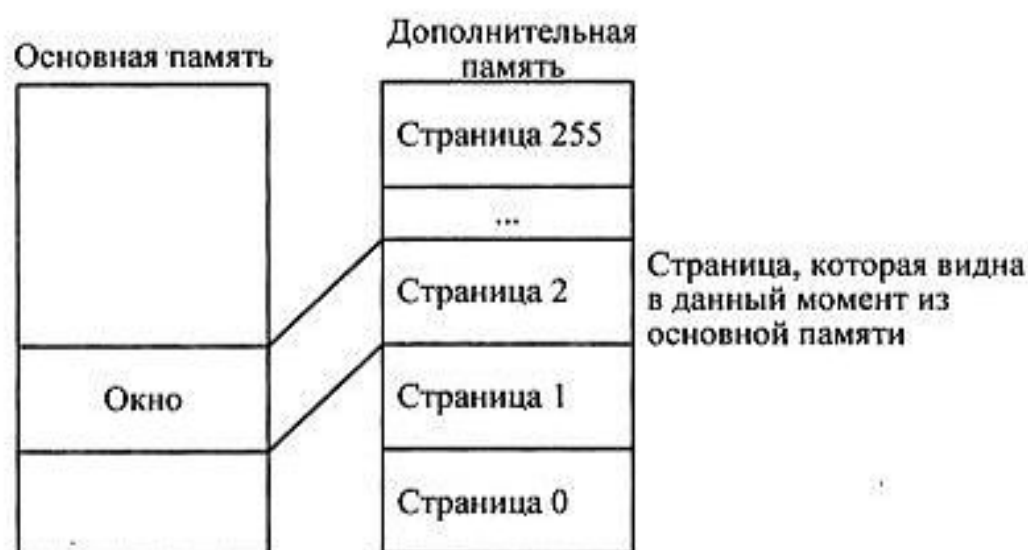 Основная память
Дополнительная
память
Страница 255
...
Страница 2
Страница, которая видна
в данный момент из
основной памяти
Окно
Страница 1
Страница 0